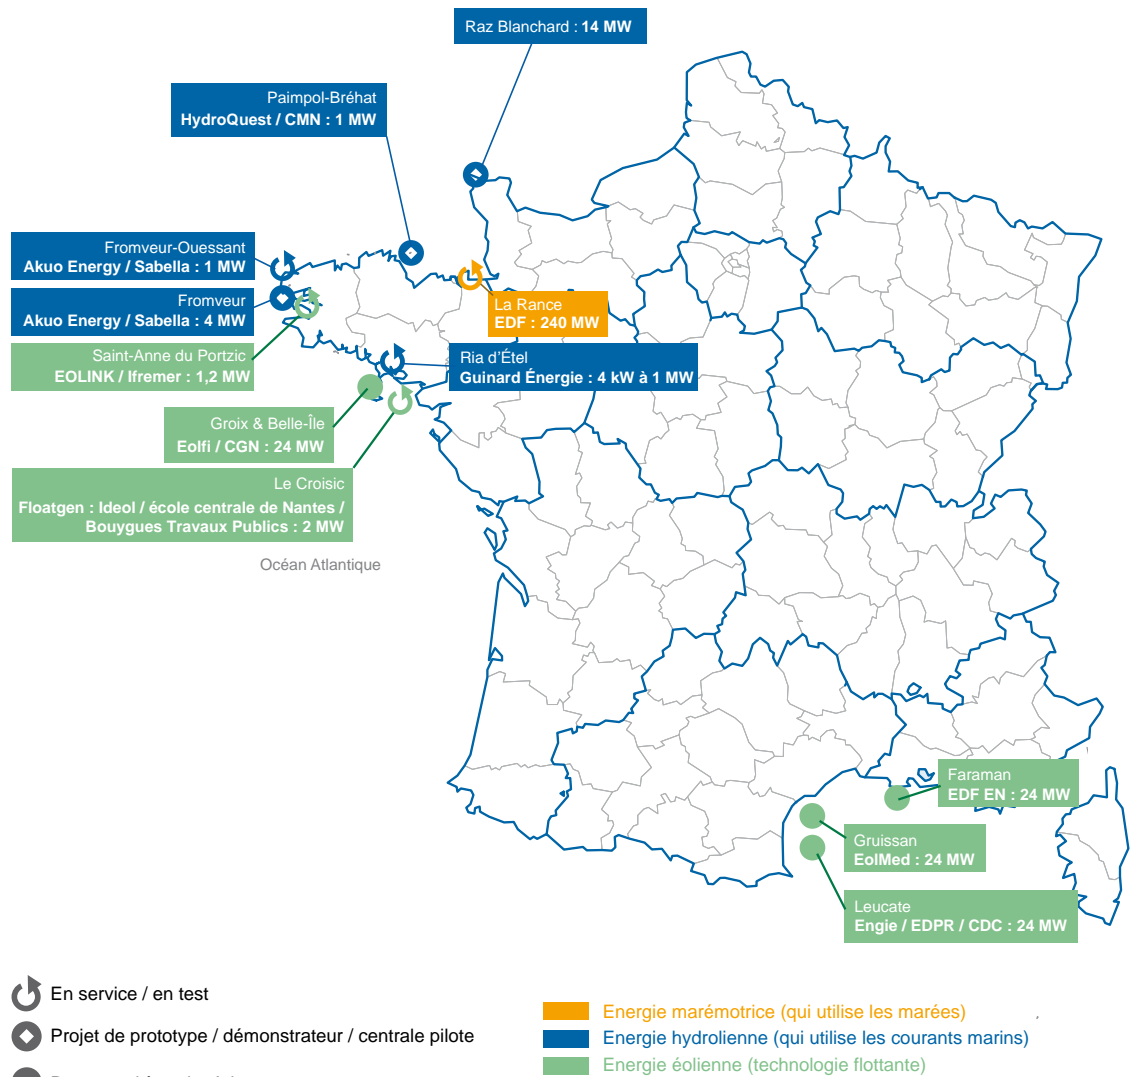 Raz Blanchard : 14 MW
Paimpol-Bréhat
HydroQuest / CMN : 1 MW
Fromveur-Ouessant
Akuo Energy / Sabella : 1 MW
Fromveur
Akuo Energy / Sabella : 4 MW
La Rance
EDF : 240 MW
Saint-Anne du Portzic
EOLINK / Ifremer : 1,2 MW
Ria d'Étel
Guinard Énergie : 4 kW à 1 MW
Groix & Belle-Île
Eolfi / CGN : 24 MW
Le Croisic
Floatgen : Ideol / école centrale de Nantes /
Bouygues Travaux Publics : 2 MW
Océan Atlantique
Faraman
EDF EN : 24 MW
Gruissan
EolMed : 24 MW
Leucate
Engie / EDPR / CDC : 24 MW
En service / en test
Projet de prototype / démonstrateur / centrale pilote
Energie marémotrice (qui utilise les marées)
Energie hydrolienne (qui utilise les courants marins)
Energie éolienne (technologie flottante)